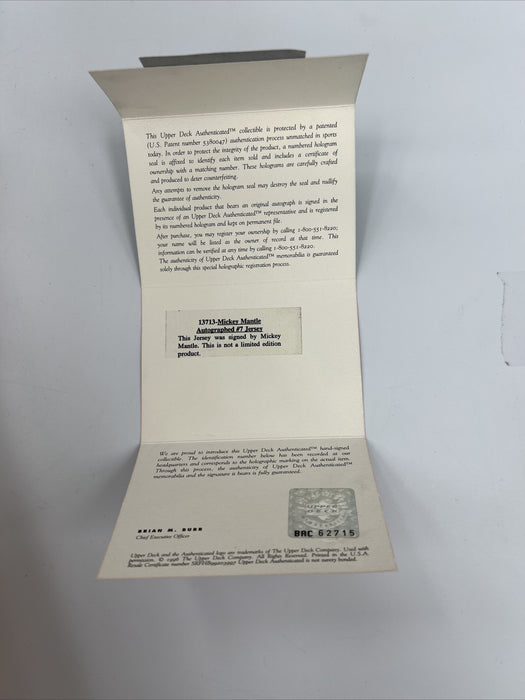 This Upper Deck Authenticated™ collectible is protected by a patented
(U.S. Patent number 5380047) authentication process unmatched in sports
today. In order to protect the integrity of the product, a numbered hologram
seal is affixed to identify each item sold and includes a certificate of
ownership with a matching number. These holograms are carefully crafted
and produced to deter counterfeiting.
Any attempts to remove the hologram seal may destroy the seal and nullify
the guarantee of authenticity.
Each individual product that bears an original autograph is signed in the
presence of an Upper Deck Authenticated™ representative and is registered
by its numbered hologram and kept on permanent file.
After purchase, you may register your ownership by calling 1-800-551-8220;
your name will be listed as the owner of record at that time. This
information can be verified at any time by calling 1-800-551-8220.
The authenticity of Upper Deck Authenticated™ memorabilia is guaranteed
solely through this special holographic registration process.
13713-Mickey Mantle
Autographed #7 Jersey
This Jersey was signed by Mickey
Mantle. This is not a limited edition
product.
We are proud to introduce this Upper Deck Authenticated™ hand-signed
collectible. The identification number below has been recorded at our
headquarters and corresponds to the holographic marking on the actual item.
Through this process, the authenticity of Upper Deck Authenticated™
memorabilia and the signature it bears is fully guaranteed.
UPPER
DECK
BRIAN M. BURR
Chief Executive Officer
BAC 62715
Upper Deck and the Authenticated logo are trademarks of The Upper Deck Company. Used with
permission. © 1996 The Upper Deck Company. All Rights Reserved. Printed in the U.S.A.
Resale Certificate number Upper Deck Authenticated is not surety bonded.